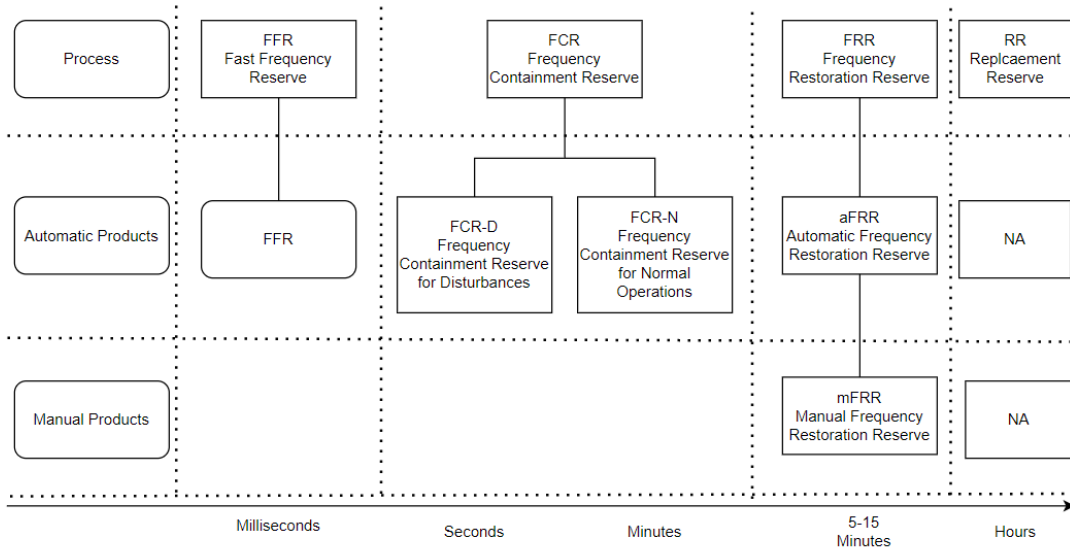 Process
FFR
Fast Frequency
Reserve
FCR
Frequency
Containment Reserve
FRR
Frequency
Restoration Reserve
RR
Replcaement
Reserve
Automatic Products
FFR
FCR-D
Frequency
Containment Reserve
for Disturbances
FCR-N
Frequency
Containment Reserve
for Normal
Operations
aFRR
Automatic Frequency
Restoration Reserve
NA
Manual Products
mFRR
Manual Frequency
Restoration Reserve
NA
Milliseconds
Seconds
Minutes
5-15
Minutes
Hours